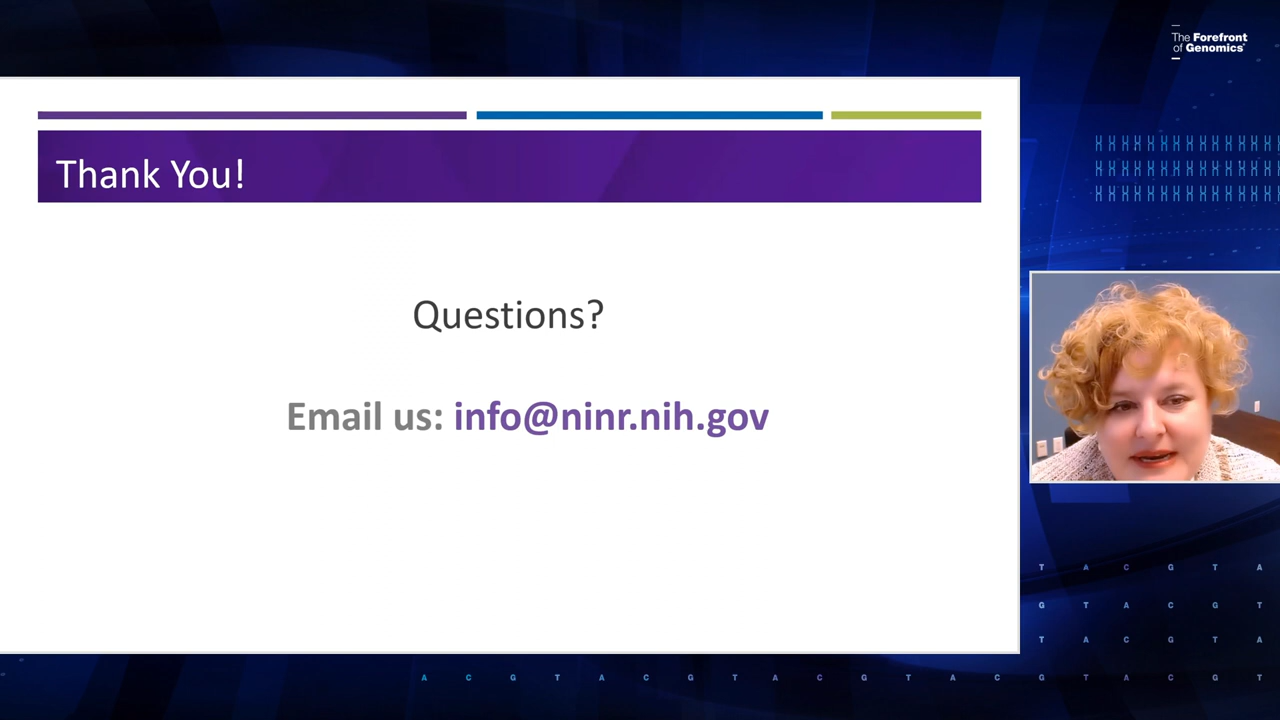 The Forefront
of Genomics®
Thank You!
Questions?
Email us: info@ninr.nih.gov
T A C G T A
G T A C G T
T A C G T A
A C G T A C G T A C G T A C G T A C G T